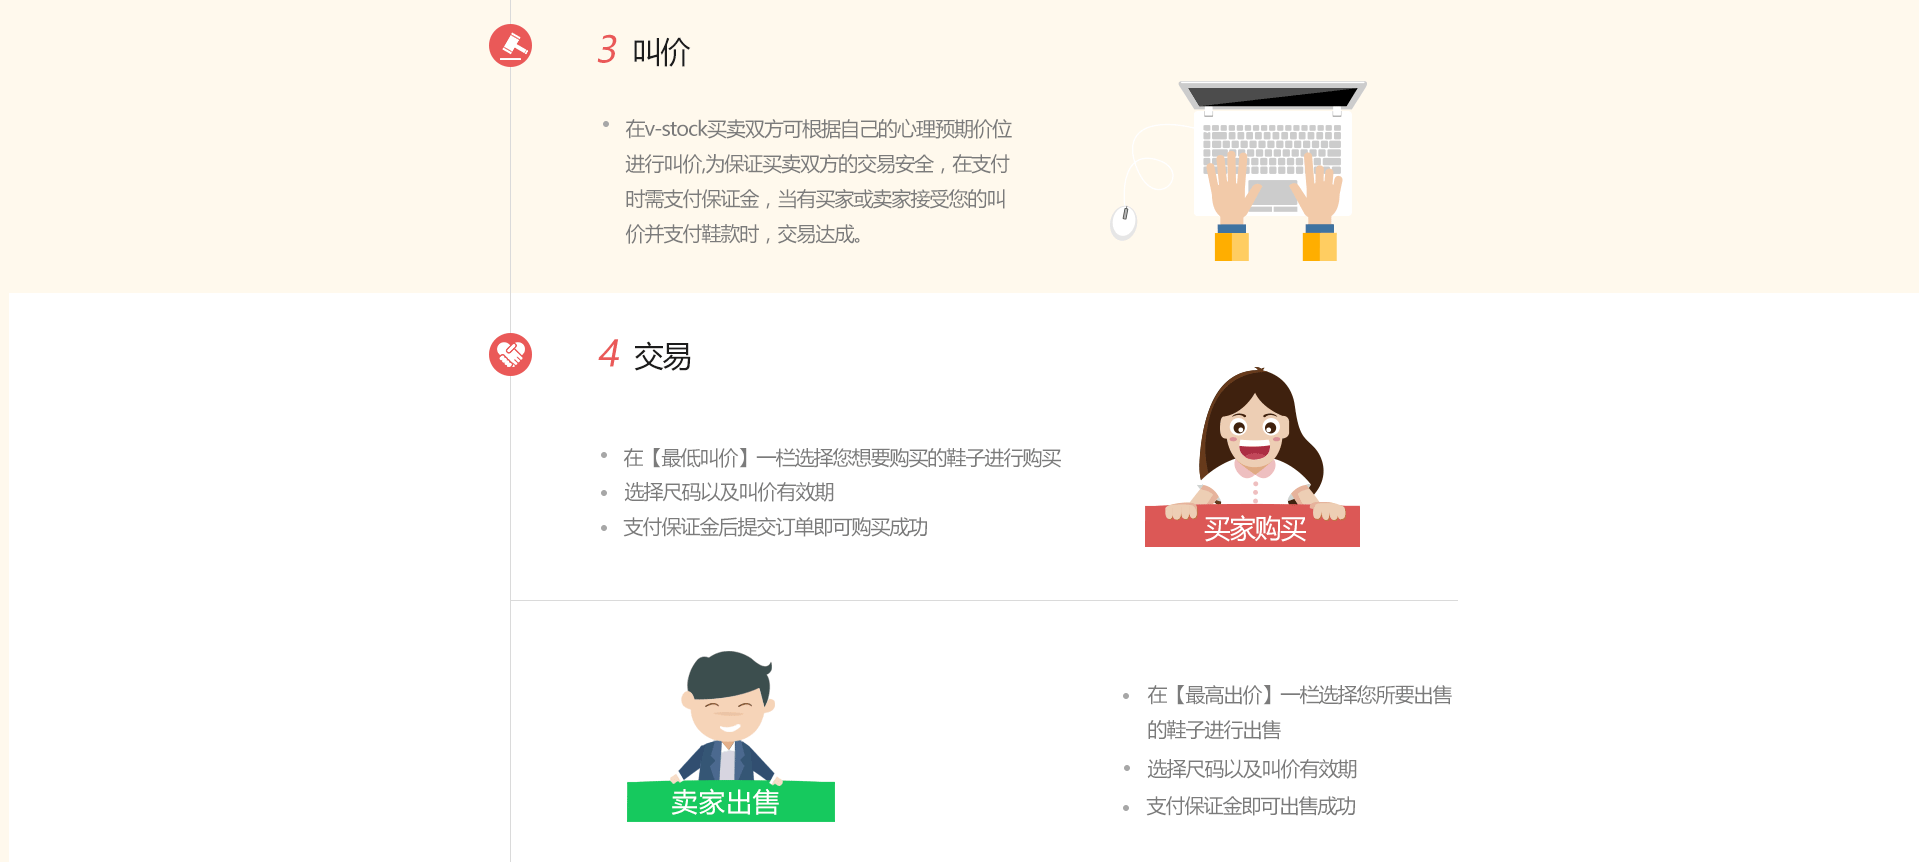 3 叫价
在v-stock买卖双方可根据自己的心理预期价位
进行叫价,为保证买卖双方的交易安全，在支付
时需支付保证金，当有买家或卖家接受您的叫
价并支付鞋款时，交易达成。
4 交易
在【最低叫价】一栏选择您想要购买的鞋子进行购买
选择尺码以及叫价有效期
支付保证金后提交订单即可购买成功
买家购买
卖家出售
在【最高出价】一栏选择您所要出售
的鞋子进行出售
选择尺码以及叫价有效期
支付保证金即可出售成功